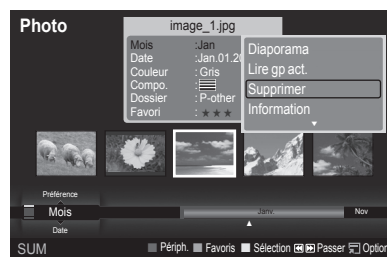 Photo
image_1.jpg
Mois :Jan
Date :Jan.01.20
Couleur : Gris
Compo. :
Dossier : P-other
Favori : ★ ★ ★
Diaporama
Lire gp act.
Supprimer
Information
Préférence
Mois
Date
Janv.
Nov
SUM
Périph. Favoris Sélection Passer Option